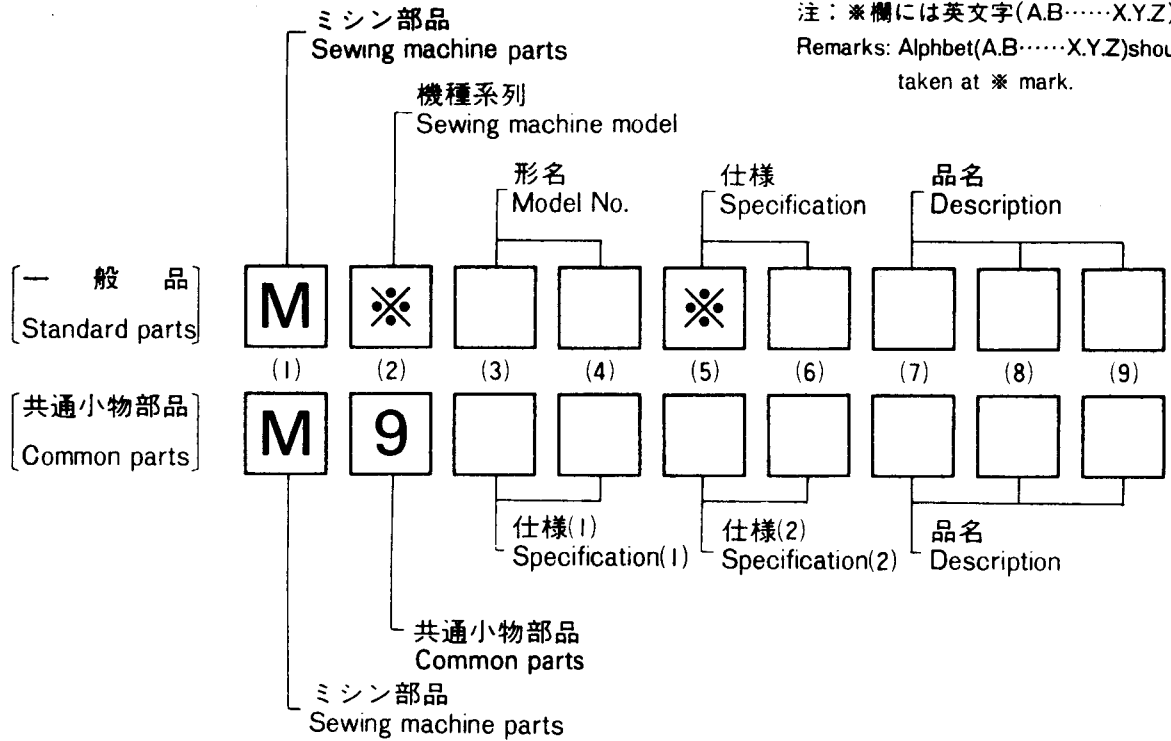 ミシン部品
Sewing machine parts
注：※欄には英文字(A.B……X.Y.Z)
Remarks: Alphbet(A.B……X.Y.Z)shou
taken at ※ mark.
機種系列
Sewing machine model
形名
Model No.
仕様
Specification
品名
Description
一般品
Standard parts
M ※ ※
(1) (2) (3) (4) (5) (6) (7) (8) (9)
共通小物部品
Common parts
M 9
仕様(1)
Specification(1)
仕様(2)
Specification(2)
品名
Description
共通小物部品
Common parts
ミシン部品
Sewing machine parts